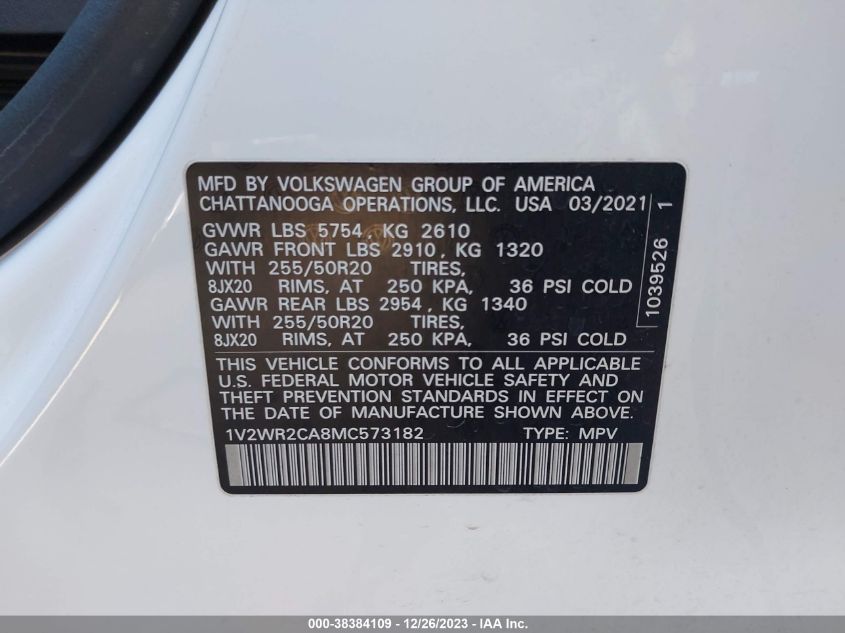 MFD BY VOLKSWAGEN GROUP OF AMERICA
CHATTANOOGA OPERATIONS, LLC. USA 03/2021
GVWR LBS 5754, KG 2610
GAWR FRONT LBS 2910, KG 1320
WITH 255/50R20 TIRES,
8JX20 RIMS, AT 250 KPA, 36 PSI COLD
GAWR REAR LBS 2954, KG 1340
WITH 255/50R20 TIRES,
8JX20 RIMS, AT 250 KPA, 36 PSI COLD
THIS VEHICLE CONFORMS TO ALL APPLICABLE
U.S. FEDERAL MOTOR VEHICLE SAFETY AND
THEFT PREVENTION STANDARDS IN EFFECT ON
THE DATE OF MANUFACTURE SHOWN ABOVE.
1V2WR2CA8MC573182 TYPE: MPV
1039526 1
000-38384109 - 12/26/2023 - IAA Inc.